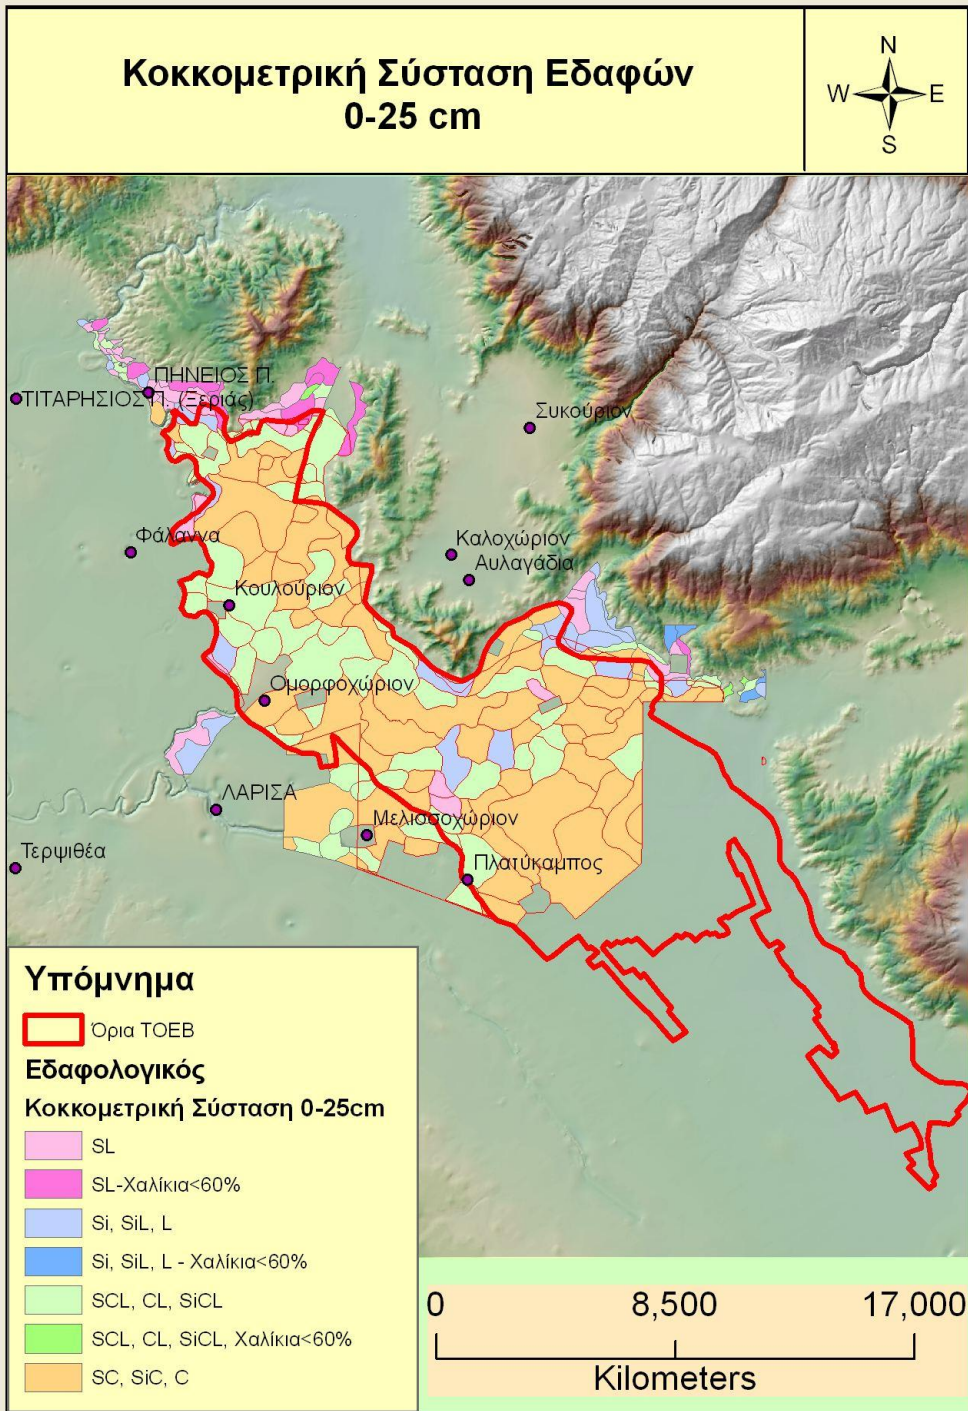 Κοκκομετρική Σύσταση Εδαφών
0-25 cm
N
W E
S
ΠΗΝΕΙΟΣ Π.
ΤΙΤΑΡΗΣΙΟΣ Π. (Ξεριάς)
Συκούριον
Φάλαννα
Καλοχώριον
Αυλαγάδια
Κουλούριον
Ομορφοχώριον
ΛΑΡΙΣΑ
Μελισσοχώριον
Τερψιθέα
Πλατύκαμπος
Υπόμνημα
Όρια ΤΟΕΒ
Εδαφολογικός
Κοκκομετρική Σύσταση 0-25cm
SL
SL-Χαλίκια<60%
Si, SiL, L
Si, SiL, L - Χαλίκια<60%
SCL, CL, SiCL
SCL, CL, SiCL, Χαλίκια<60%
SC, SiC, C
0 8,500 17,000
Kilometers